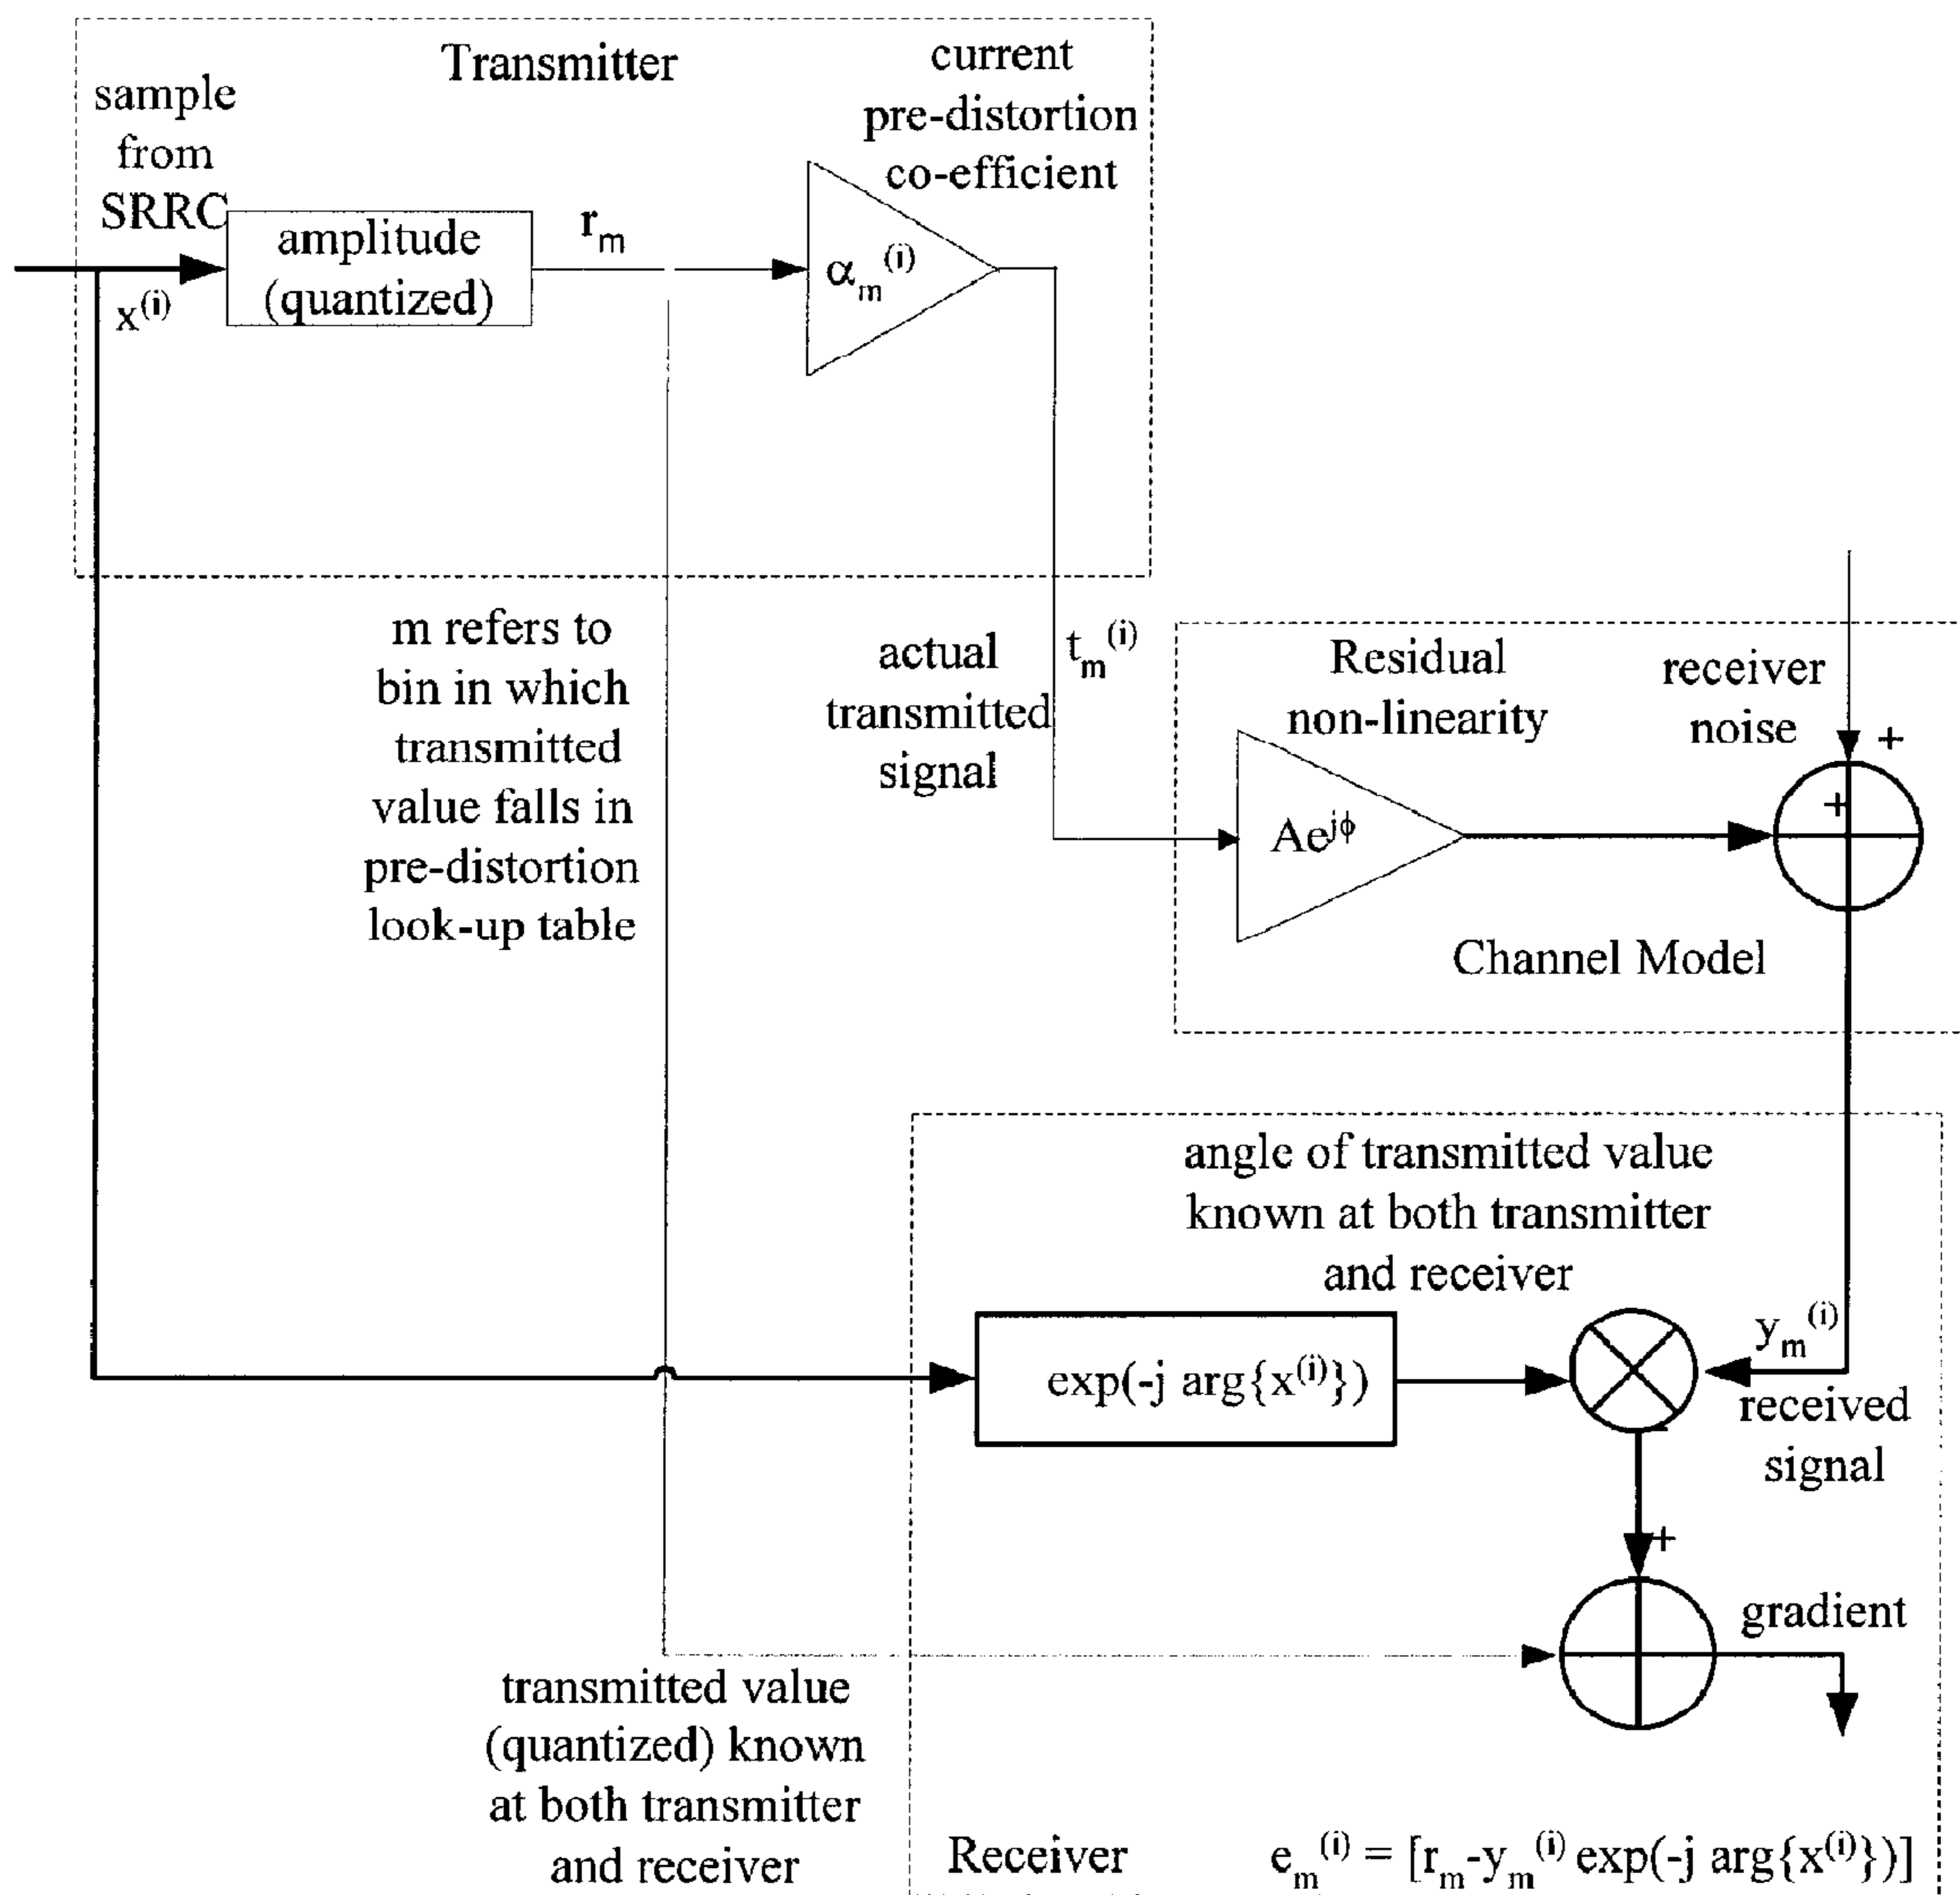 Transmitter
current
pre-distortion
co-efficient
sample
from
SRRC
amplitude
(quantized)
r_m
α_m^(i)
x^(i)
m refers to
bin in which
transmitted
value falls in
pre-distortion
look-up table
actual
transmitted
signal
t_m^(i)
Residual
non-linearity
receiver
noise
+
+
Ae^jϕ
Channel Model
angle of transmitted value
known at both transmitter
and receiver
exp(-j arg{x^(i)})
y_m^(i)
received
signal
+
gradient
transmitted value
(quantized) known
at both transmitter
and receiver
Receiver
e_m^(i) = [r_m-y_m^(i) exp(-j arg{x^(i)})]